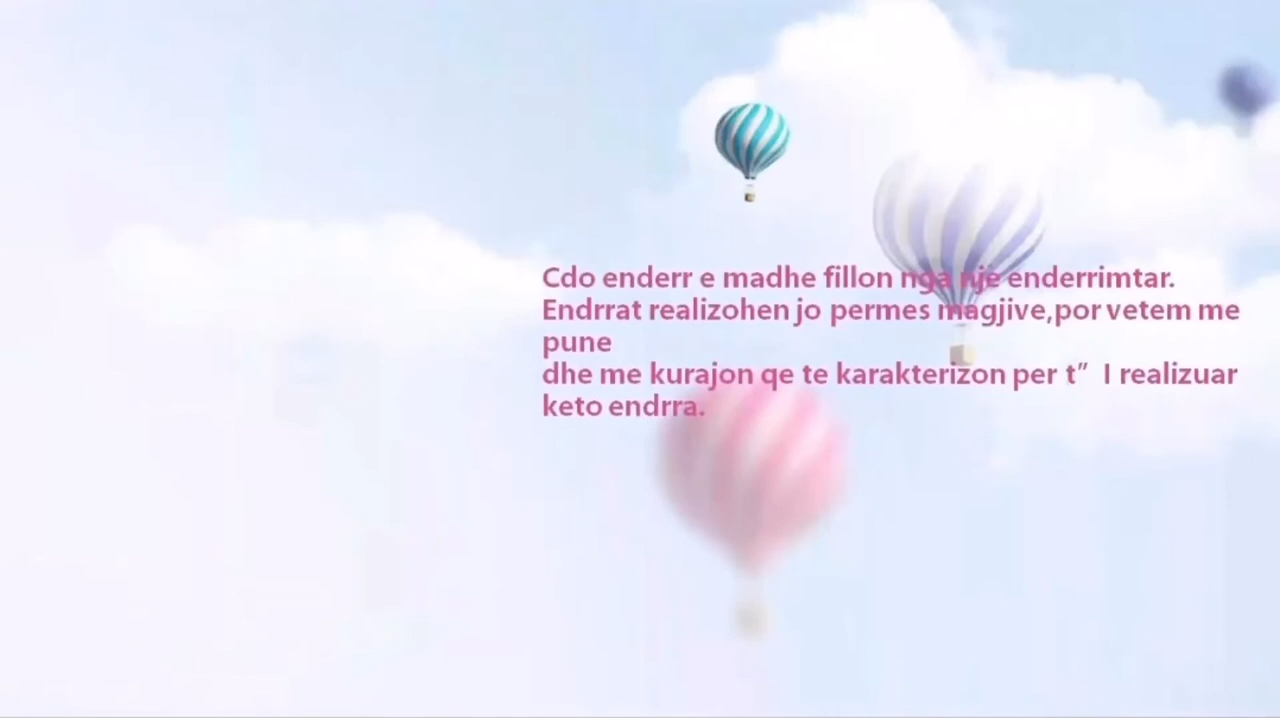 Cdo enderr e madhe fillon nga nje enderrimtar.
Endrrat realizohen jo permes magjive,por vetem me
pune
dhe me kurajon qe te karakterizon per t” I realizuar
keto endrra.